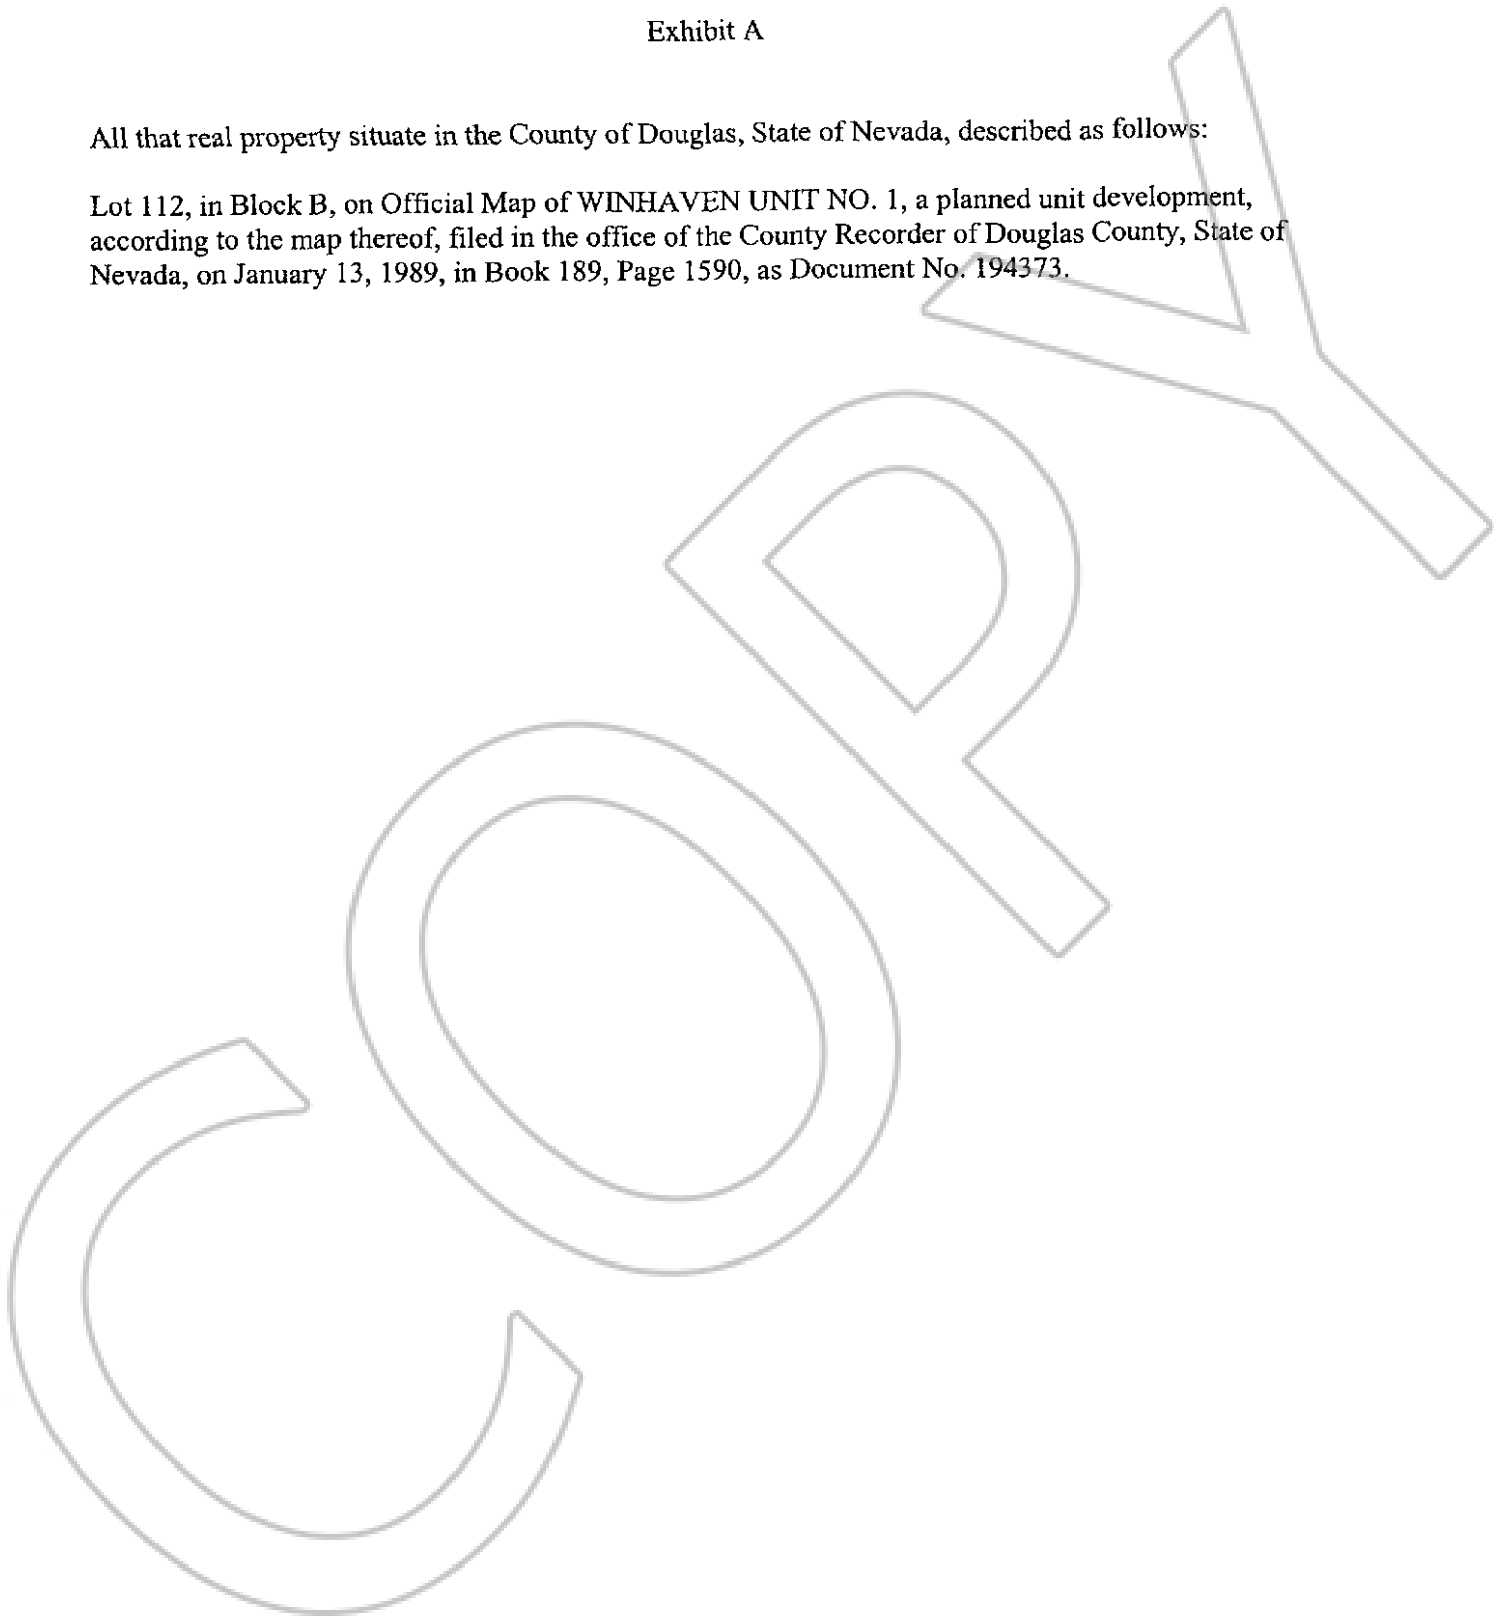 Exhibit A
All that real property situate in the County of Douglas, State of Nevada, described as follows:
Lot 112, in Block B, on Official Map of WINHAVEN UNIT NO. 1, a planned unit development,
according to the map thereof, filed in the office of the County Recorder of Douglas County, State of
Nevada, on January 13, 1989, in Book 189, Page 1590, as Document No. 194373.
COPY